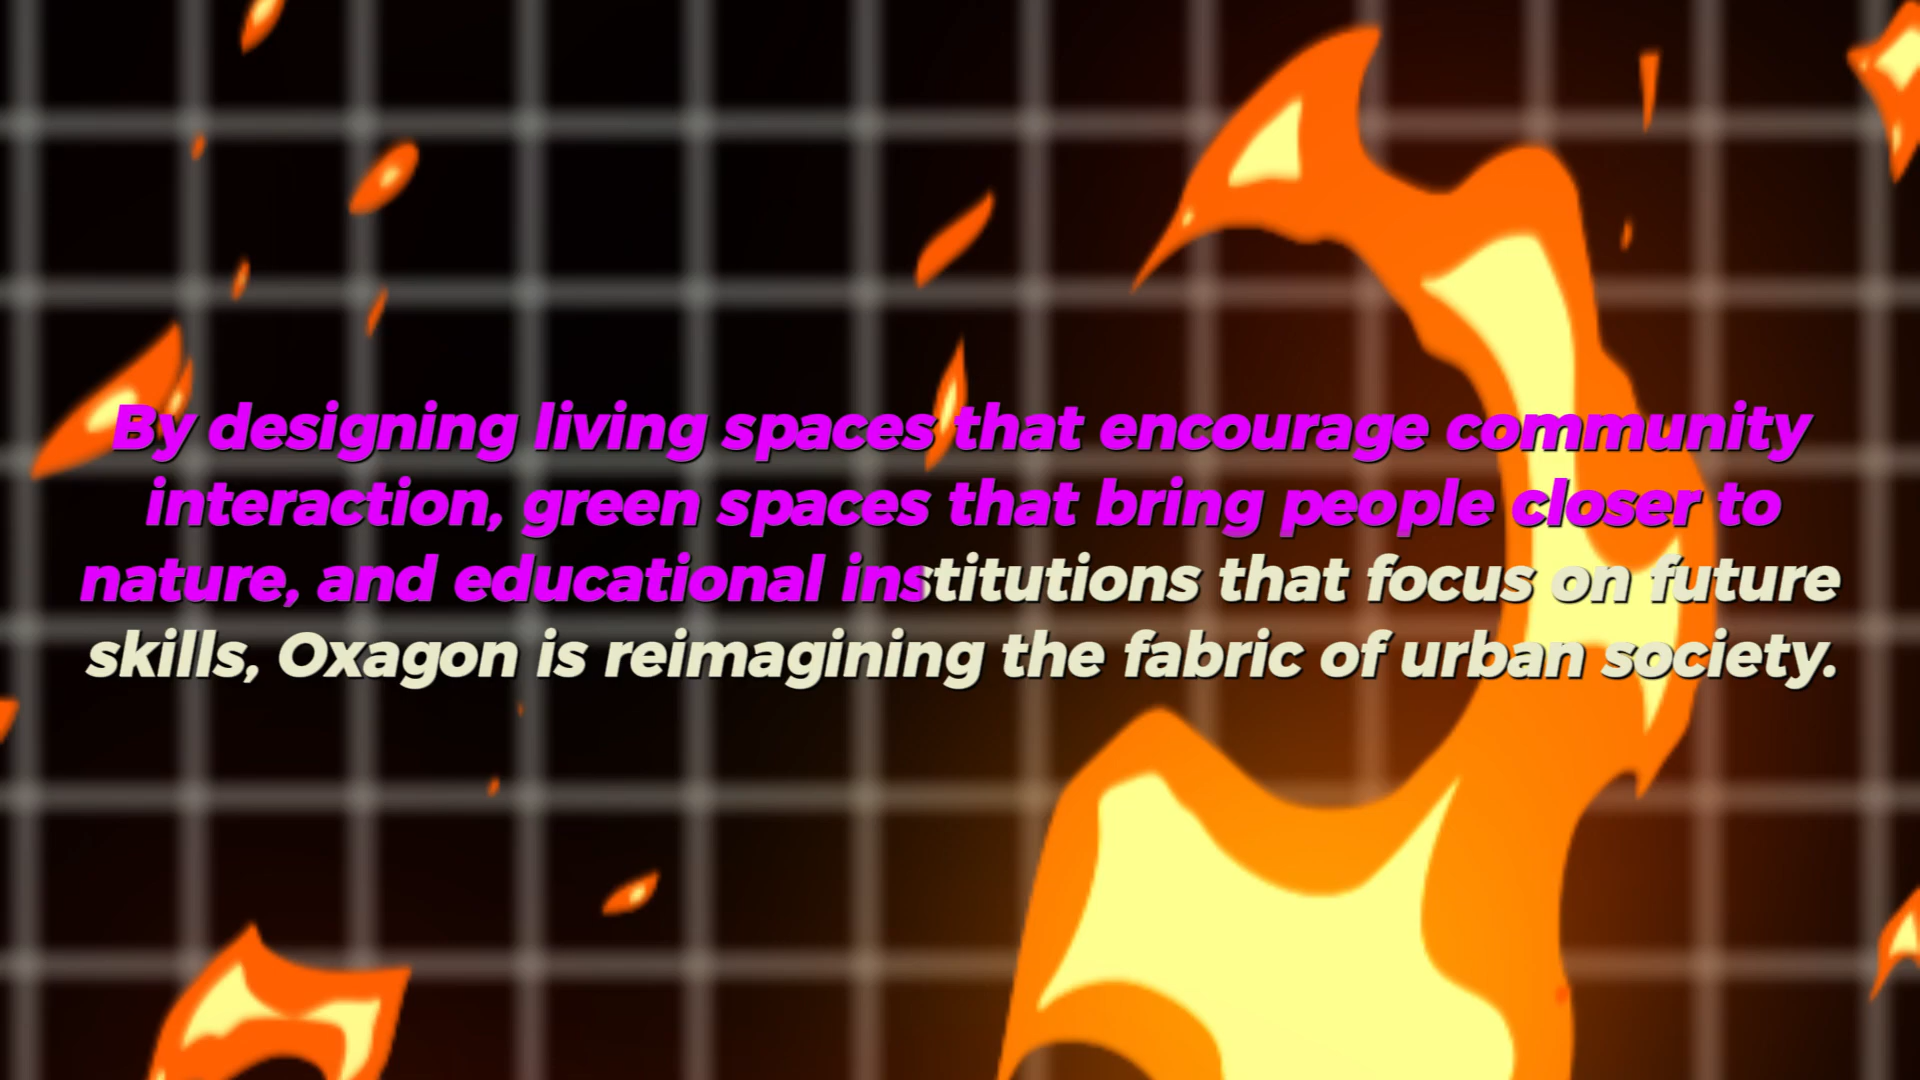 By designing living spaces that encourage community
interaction, green spaces that bring people closer to
nature, and educational institutions that focus on future
skills, Oxagon is reimagining the fabric of urban society.